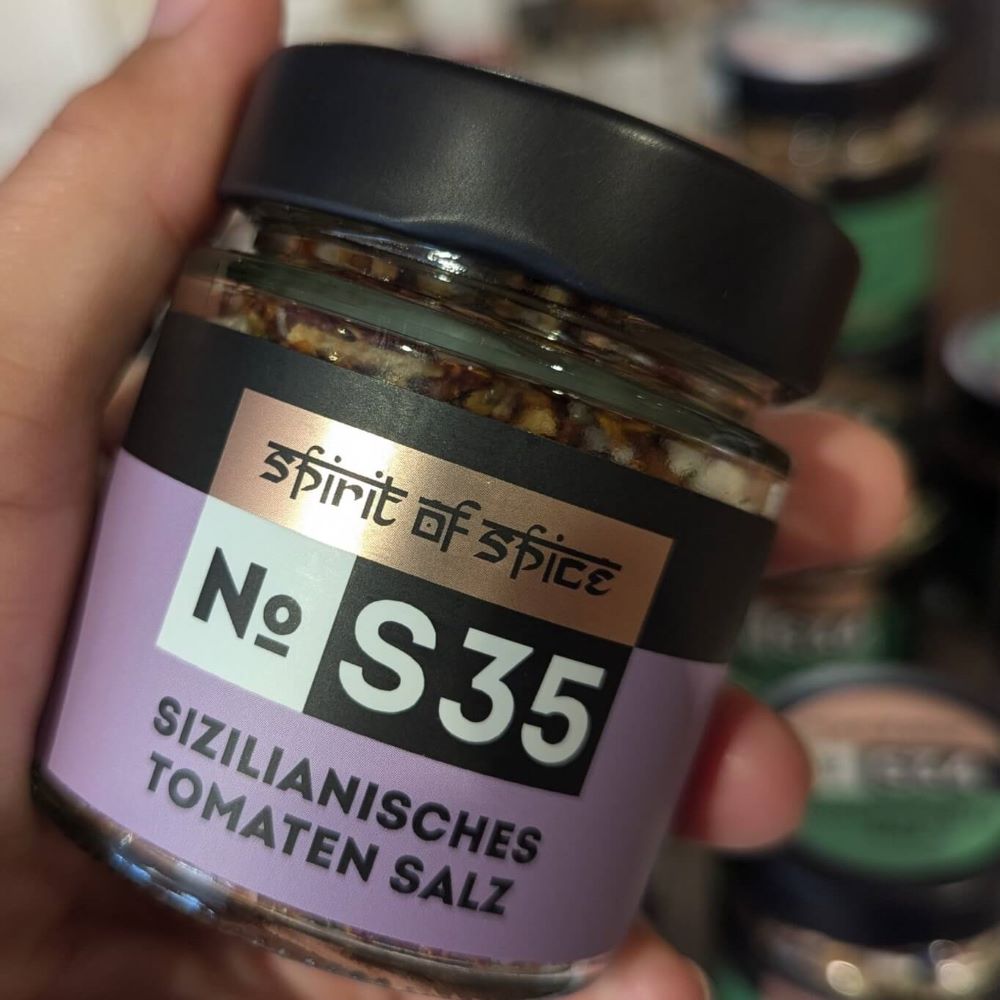 spirit of spice
Nº S35
SIZILIANISCHES
TOMATEN SALZ